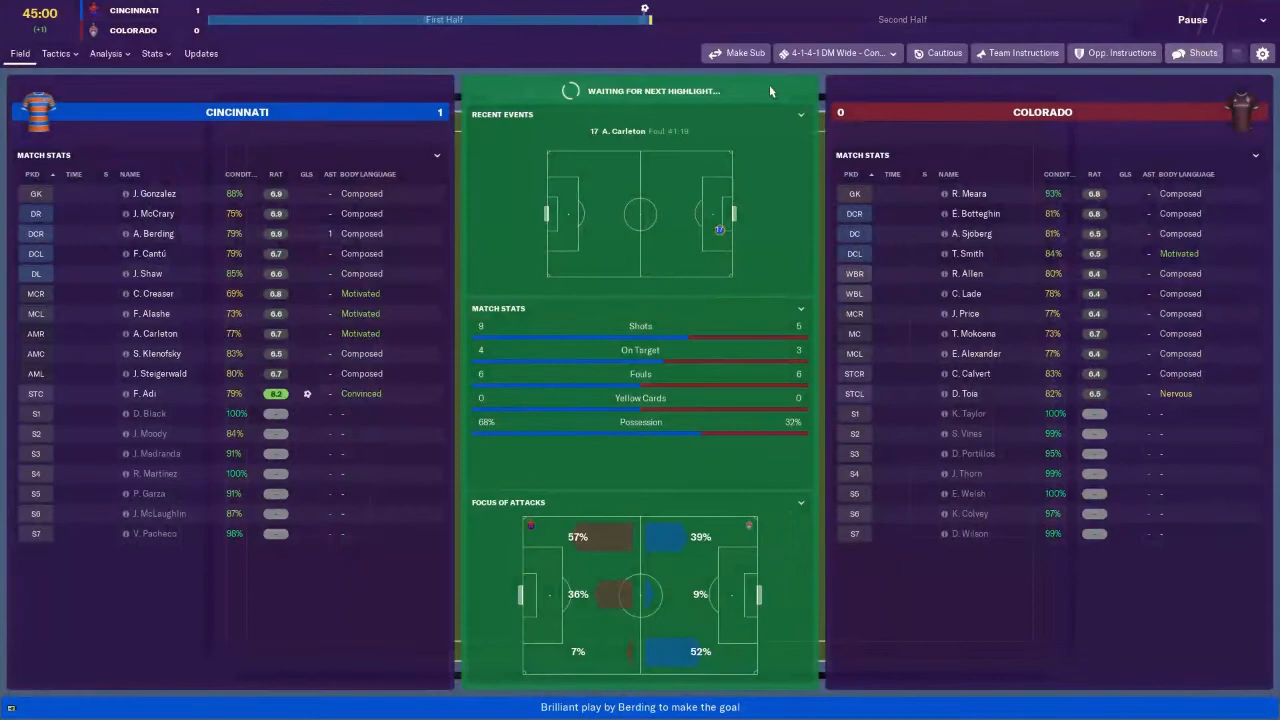 45:00
(+1)
CINCINNATI 1
COLORADO 0
First Half
Second Half
Pause
Field Tactics Analysis Stats Updates
Make Sub 4-1-4-1 DM Wide - Con... Cautious Team Instructions Opp. Instructions Shouts
CINCINNATI 1
MATCH STATS
PKD TIME S NAME CONDIT... RAT GLS AST BODY LANGUAGE
GK J. Gonzalez 88% 6.9 - Composed
DR J. McCrary 75% 6.9 - Composed
DCR A. Berding 79% 6.9 1 Composed
DCL F. Cantú 79% 6.7 - Composed
DL J. Shaw 85% 6.6 - Composed
MCR C. Creaser 69% 6.8 - Motivated
MCL F. Alashe 73% 6.6 - Motivated
AMR A. Carleton 77% 6.7 - Motivated
AMC S. Klenofsky 83% 6.5 - Composed
AML J. Steigerwald 80% 6.7 - Composed
STC F. Adi 79% 8.2 - Convinced
S1 D. Black 100% - - -
S2 J. Moody 84% - - -
S3 J. Madranda 91% - - -
S4 R. Martinez 100% - - -
S5 P. Garza 91% - - -
S6 J. McLaughlin 87% - - -
S7 V. Pacheco 98% - - -
WAITING FOR NEXT HIGHLIGHT...
RECENT EVENTS
17 A. Carleton Foul 41:19
17
MATCH STATS
9 Shots 5
4 On Target 3
6 Fouls 6
0 Yellow Cards 0
68% Possession 32%
FOCUS OF ATTACKS
57% 39%
36% 9%
7% 52%
0 COLORADO
MATCH STATS
PKD TIME S NAME CONDIT... RAT GLS AST BODY LANGUAGE
GK R. Meara 93% 6.8 - Composed
DCR E. Botteghin 81% 6.8 - Composed
DC A. Sjöberg 81% 6.5 - Composed
DCL T. Smith 84% 6.5 - Motivated
WBR R. Allen 80% 6.4 - Composed
WBL C. Lade 78% 6.4 - Composed
MCR J. Price 77% 6.4 - Composed
MC T. Mokoena 73% 6.7 - Composed
MCL E. Alexander 77% 6.4 - Composed
STCR C. Calvert 83% 6.4 - Composed
STCL D. Toia 82% 6.5 - Nervous
S1 K. Taylor 100% - - -
S2 S. Vines 99% - - -
S3 D. Portillos 95% - - -
S4 J. Thorn 99% - - -
S5 E. Welsh 100% - - -
S6 K. Colvey 97% - - -
S7 D. Wilson 99% - - -
Brilliant play by Berding to make the goal